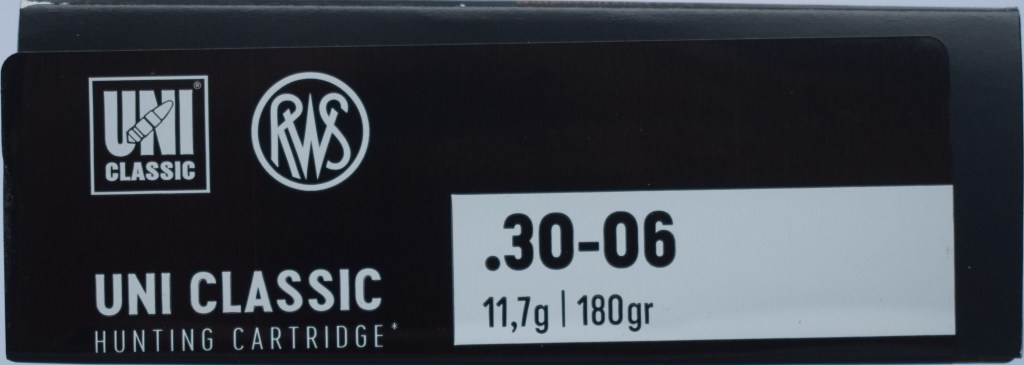 UNI®
CLASSIC
RWS
UNI CLASSIC
HUNTING CARTRIDGE*
.30-06
11,7g | 180gr